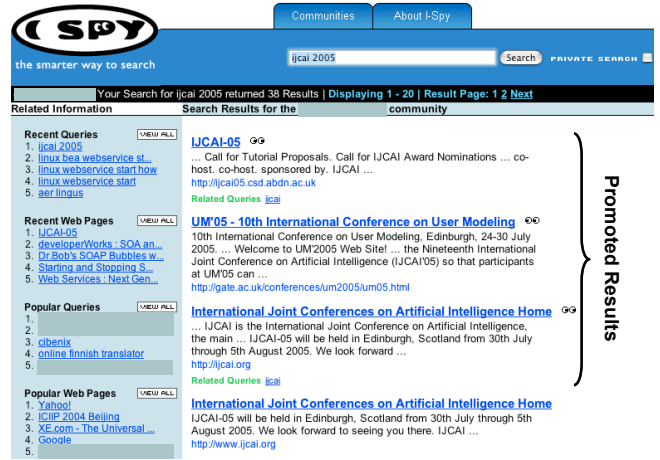 Communities
About I-Spy
I SPY
the smarter way to search
ijcai 2005
Search
PRIVATE SEARCH
Your Search for ijcai 2005 returned 38 Results | Displaying 1 - 20 | Result Page: 1 2 Next
Related Information
Search Results for the community
Recent Queries
VIEW ALL
1. ijcai 2005
2. linux bea webservice st...
3. linux webservice start how
4. linux webservice start
5. aer lingus
Recent Web Pages
VIEW ALL
1. IJCAI-05
2. developerWorks : SOA an...
3. Dr.Bob's SOAP Bubbles w...
4. Starting and Stopping S...
5. Web Services : Next Gen...
Popular Queries
VIEW ALL
1.
2.
3. cibenix
4. online finnish translator
5.
Popular Web Pages
VIEW ALL
1. Yahoo!
2. ICIIP 2004 Beijing
3. XE.com - The Universal ...
4. Google
5.
IJCAI-05
... Call for Tutorial Proposals. Call for IJCAI Award Nominations ... co-
host. co-host. sponsored by. IJCAI ...
http://ijcai05.csd.abdn.ac.uk
Related Queries ijcai
UM'05 - 10th International Conference on User Modeling
10th International Conference on User Modeling, Edinburgh, 24-30 July
2005. ... Welcome to UM'2005 Web Site! ... the Nineteenth International
Joint Conference on Artificial Intelligence (IJCAI'05) so that participants
at UM'05 can ...
http://gate.ac.uk/conferences/um2005/um05.html
International Joint Conferences on Artificial Intelligence Home
... IJCAI is the International Joint Conference on Artificial Intelligence,
the main ... IJCAI-05 will be held in Edinburgh, Scotland from 30th July
through 5th August 2005. We look forward ...
http://ijcai.org
Related Queries ijcai
International Joint Conferences on Artificial Intelligence Home
IJCAI-05 will be held in Edinburgh, Scotland from 30th July through 5th
August 2005. We look forward to seeing you there. IJCAI ...
http://www.ijcai.org
Promoted Results